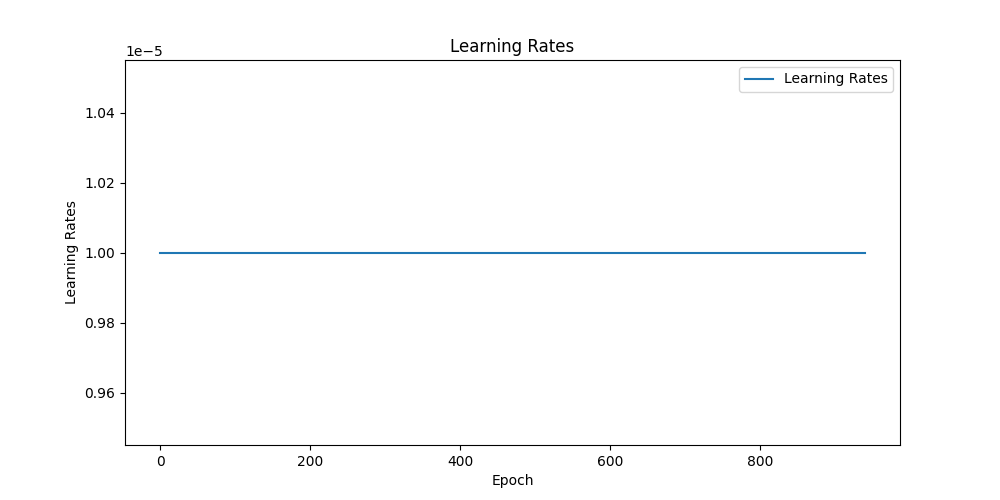 Learning Rates
1e−5
Learning Rates
1.04
1.02
1.00
0.98
0.96
Learning Rates
0
200
400
600
800
Epoch